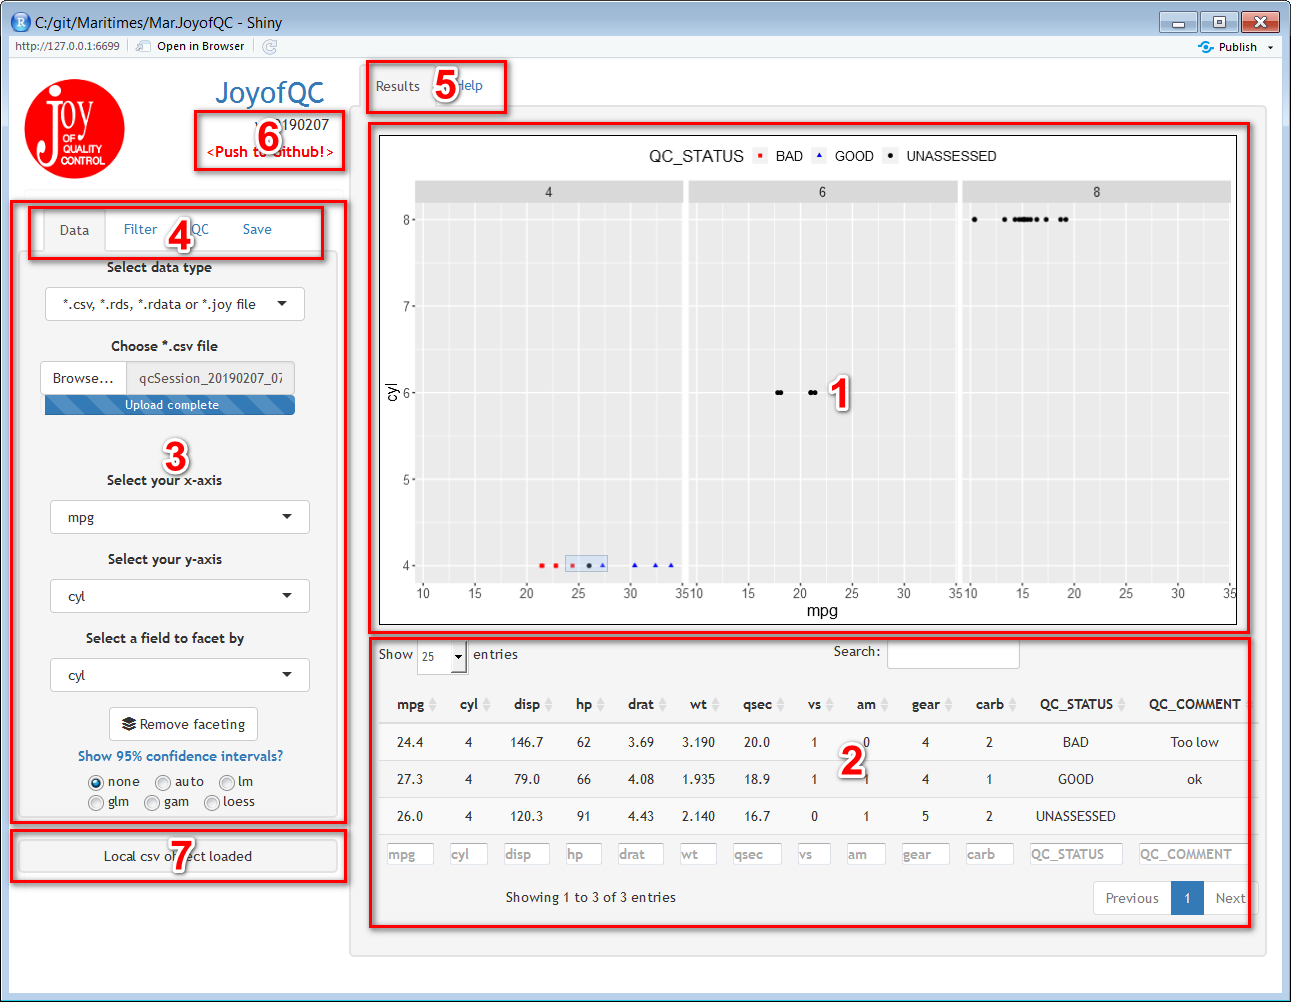 C:/git/Maritimes/MarJoyofQC - Shiny
http://127.0.0.1:6699 Open in Browser Publish
JOY OF QUALITY CONTROL
JoyofQC
20190207
<Push to Github!>
6
Results Help
5
Data Filter QC Save
4
Select data type
*.csv, *.rds, *.rdata or *.joy file
Choose *.csv file
Browse... qcSession_20190207_07
Upload complete
3
Select your x-axis
mpg
Select your y-axis
cyl
Select a field to facet by
cyl
Remove faceting
Show 95% confidence intervals?
none auto lm
glm gam loess
Local csv object loaded
7
QC_STATUS BAD GOOD UNASSESSED
4 6 8
8
7
6
5
4
cyl
1
10 15 20 25 30 35 10 15 20 25 30 35 10 15 20 25 30 35
mpg
Show 25 entries Search:
mpg cyl disp hp drat wt qsec vs am gear carb QC_STATUS QC_COMMENT
24.4 4 146.7 62 3.69 3.190 20.0 1 0 4 2 BAD Too low
2
27.3 4 79.0 66 4.08 1.935 18.9 1 1 4 1 GOOD ok
26.0 4 120.3 91 4.43 2.140 16.7 0 1 5 2 UNASSESSED
mpg cyl disp hp drat wt qsec vs am gear carb QC_STATUS QC_COMMENT
Showing 1 to 3 of 3 entries
Previous 1 Next